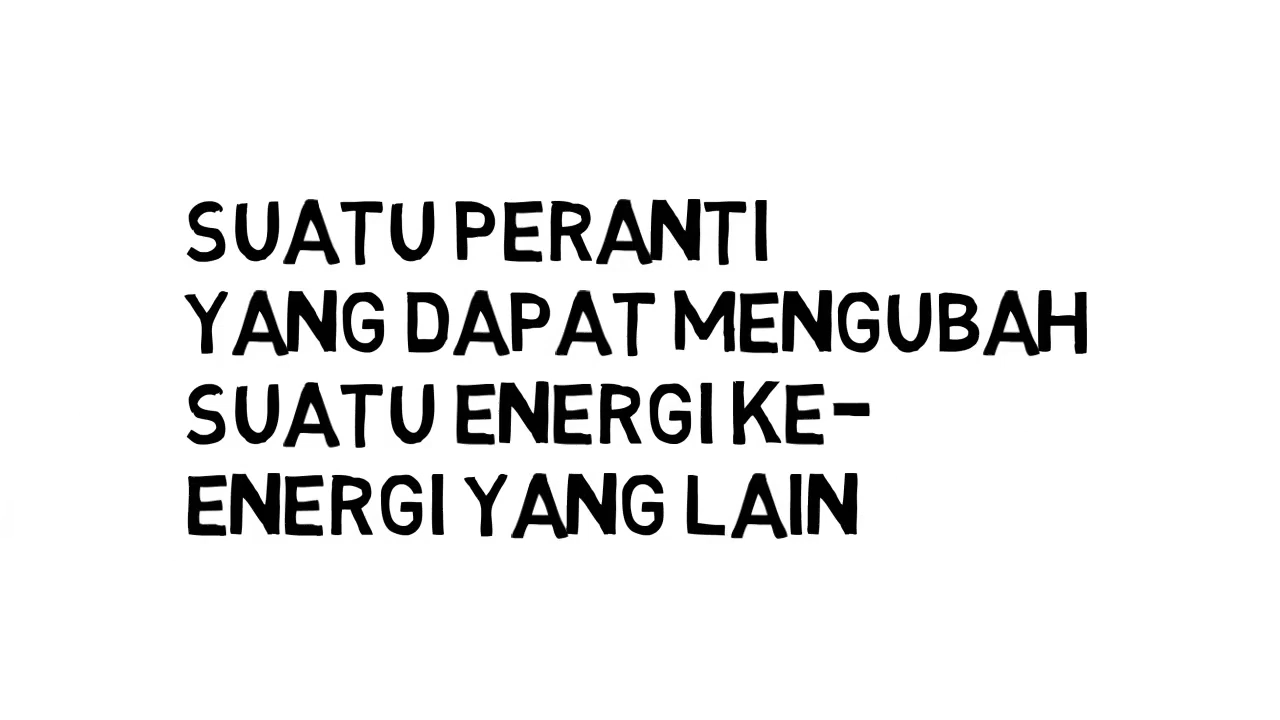 SUATU PERANTI
YANG DAPAT MENGUBAH
SUATU ENERGI KE-
ENERGI YANG LAIN